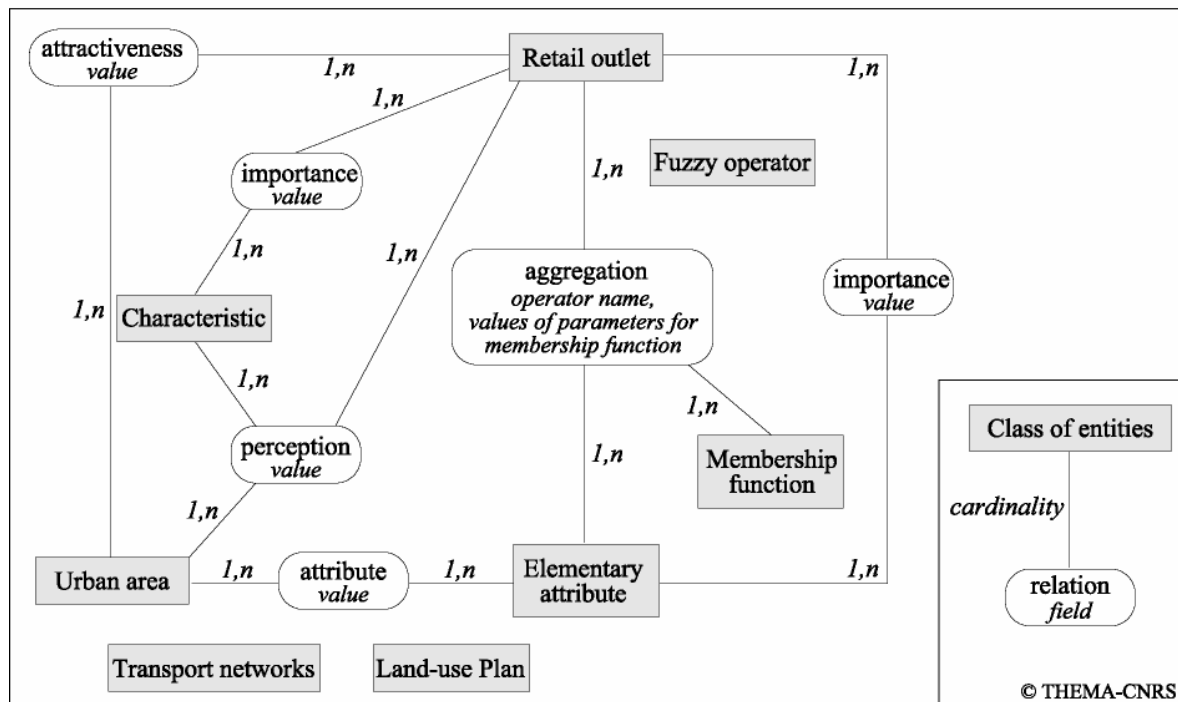 attractiveness
value
1,n
Retail outlet
1,n
1,n
importance
value
1,n
Fuzzy operator
1,n
1,n
aggregation
operator name,
values of parameters for
membership function
importance
value
1,n
Characteristic
1,n
1,n
perception
value
1,n
1,n
Membership
function
1,n
Urban area
1,n
attribute
value
1,n
Elementary
attribute
1,n
Transport networks
Land-use Plan
Class of entities
cardinality
relation
field
© THEMA-CNRS